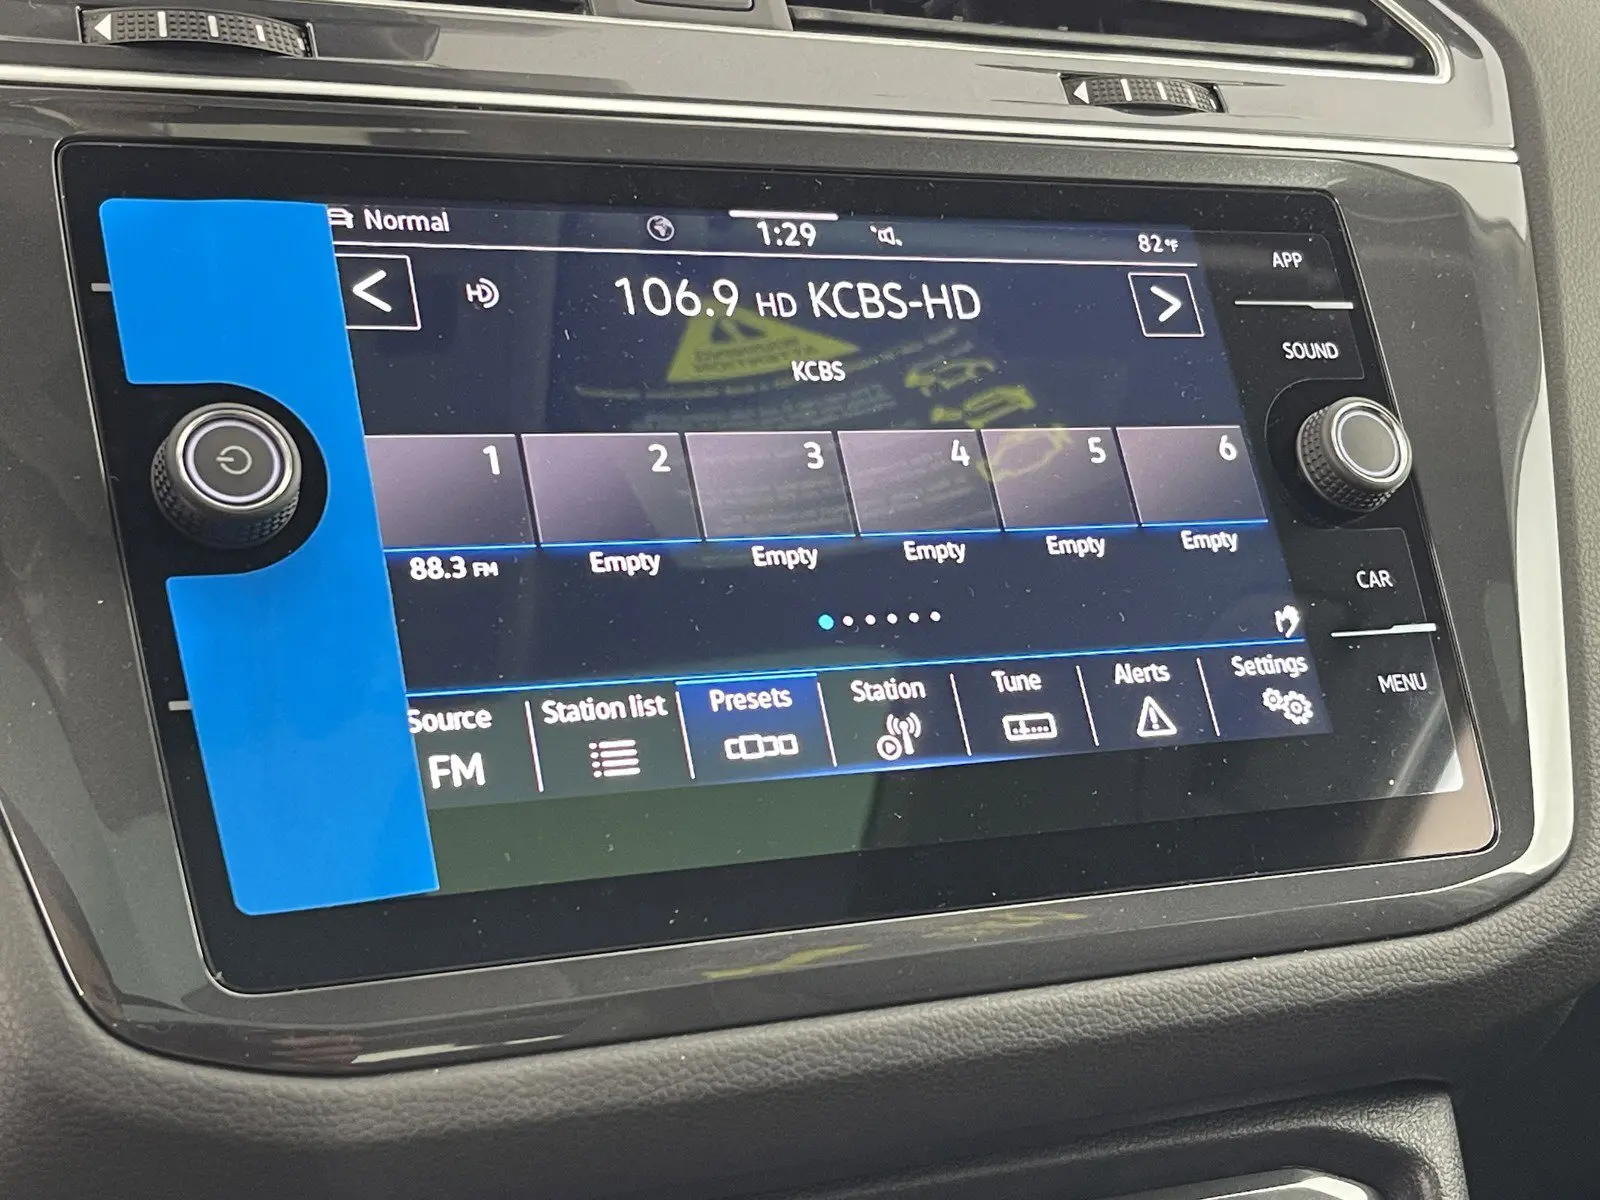 Normal
1:29
82°F
APP
106.9 HD KCBS-HD
KCBS
SOUND
1 2 3 4 5 6
88.3 FM Empty Empty Empty Empty Empty
CAR
Source Station list Presets Station Tune Alerts Settings
FM
MENU